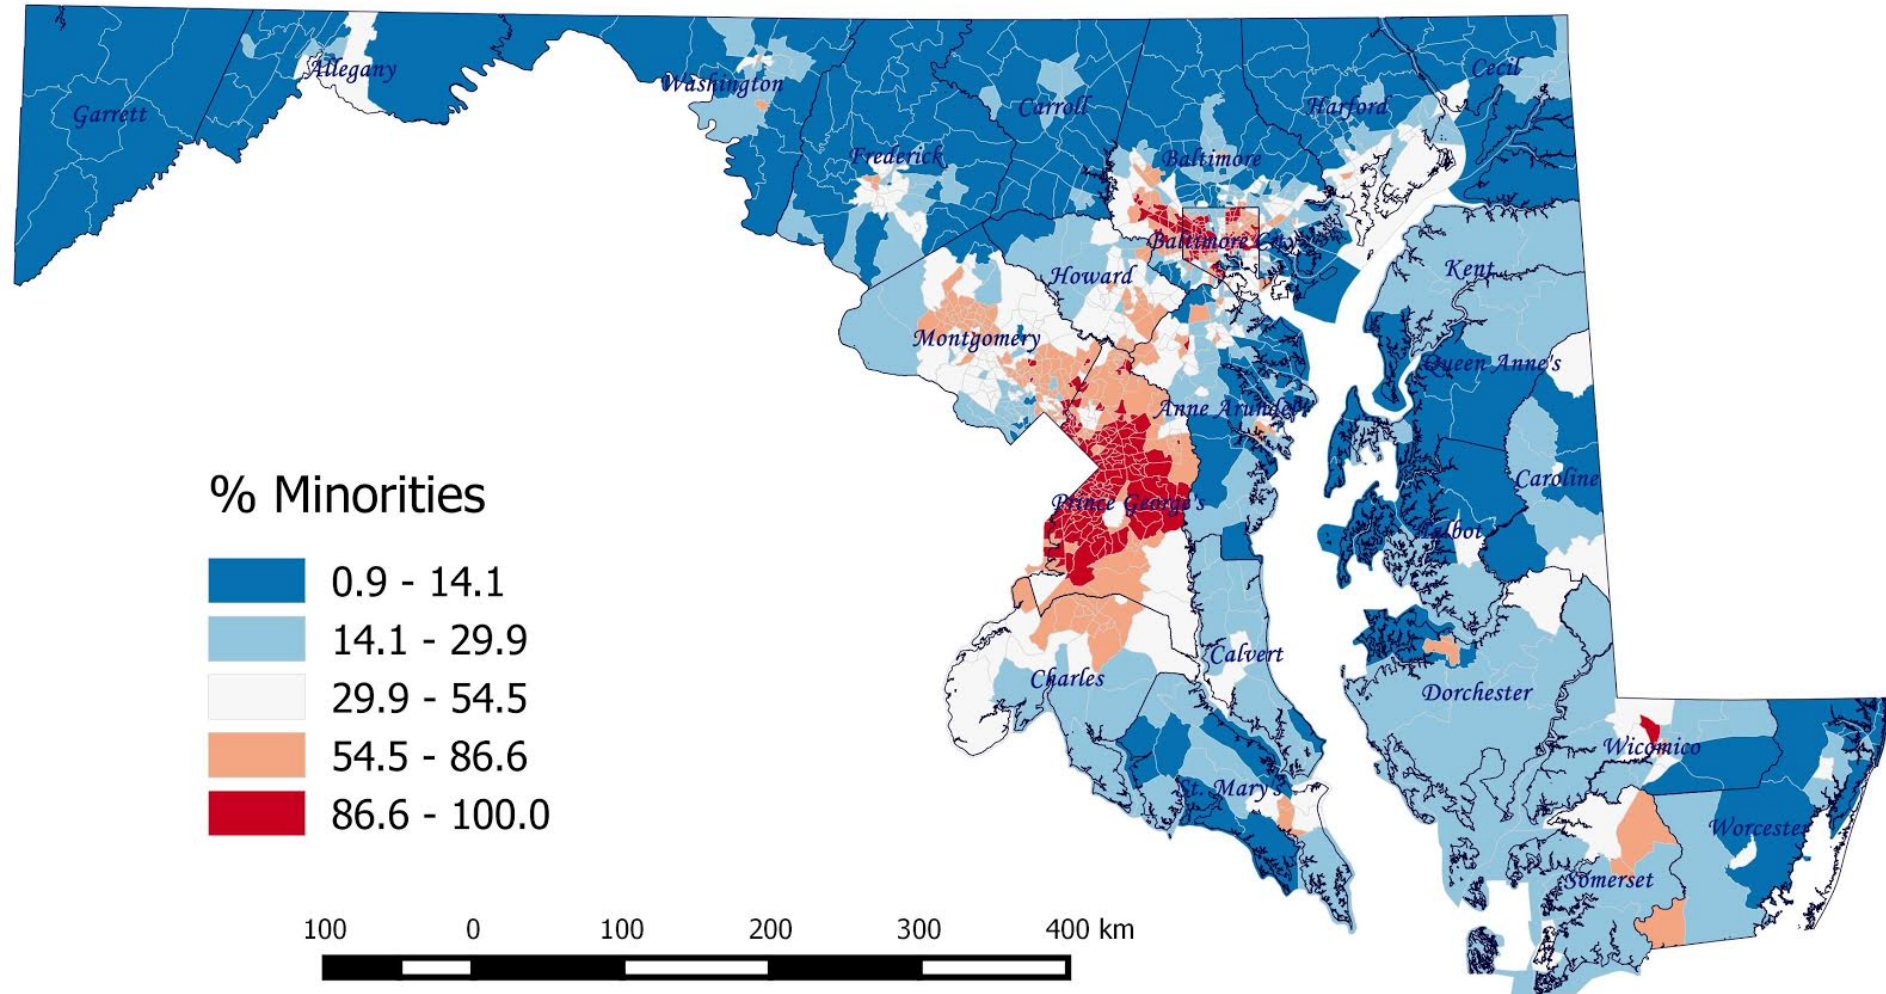 Cecil
Allegany
Washington
Garrett
Carroll
Harford
Frederick
Baltimore
Baltimore City
Howard
Kent
Montgomery
Queen Anne's
Anne Arundel
% Minorities
Caroline
Prince George's
Talbot
0.9 - 14.1
14.1 - 29.9
29.9 - 54.5
54.5 - 86.6
86.6 - 100.0
Calvert
Charles
Dorchester
Wicomico
St. Mary's
Worcester
Somerset
100 0 100 200 300 400 km